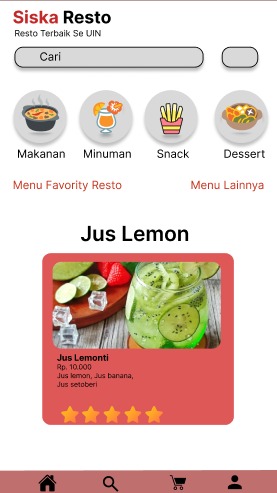 Siska Resto
Resto Terbaik Se UIN
Cari
Makanan Minuman Snack Dessert
Menu Favority Resto Menu Lainnya
Jus Lemon
Jus Lemonti
Rp. 10.000
Jus lemon, Jus banana,
Jus setoberi